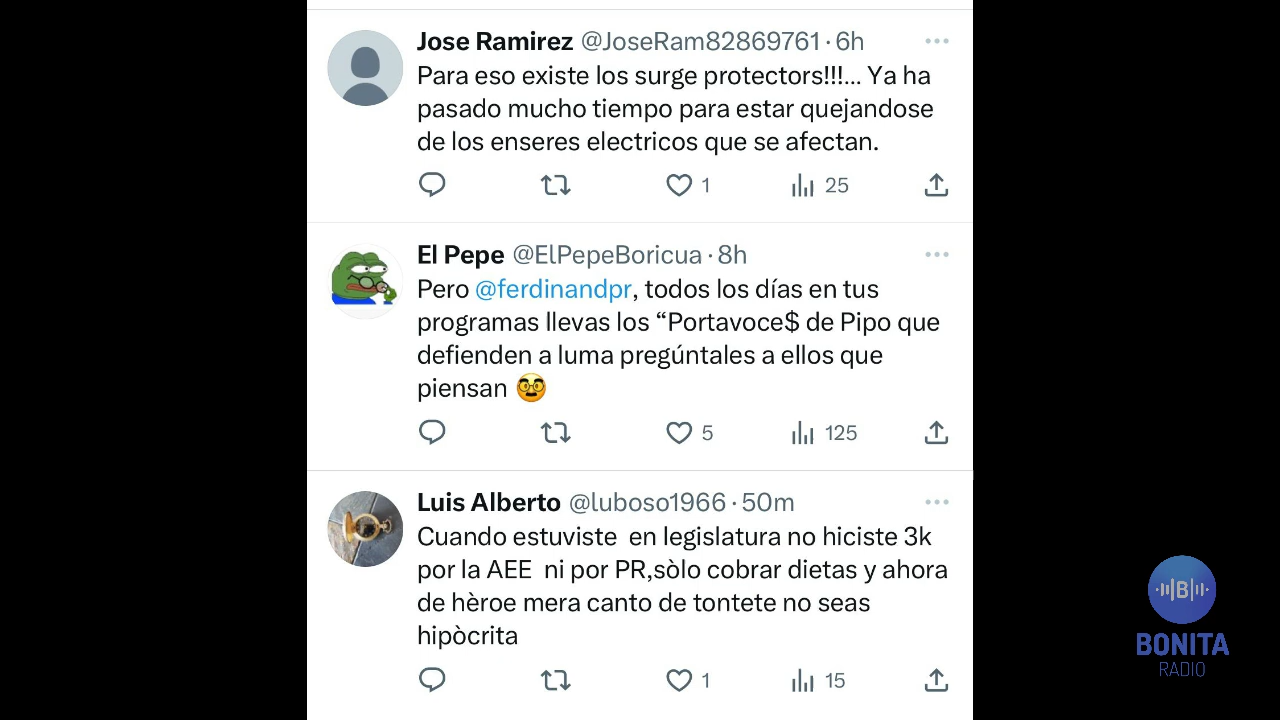 Jose Ramirez @JoseRam82869761 · 6h
Para eso existe los surge protectors!!!... Ya ha
pasado mucho tiempo para estar quejandose
de los enseres electricos que se afectan.
1 25
El Pepe @ElPepeBoricua · 8h
Pero @ferdinandpr, todos los días en tus
programas llevas los “Portavoce$ de Pipo que
defienden a luma pregúntales a ellos que
piensan 🥸
5 125
Luis Alberto @luboso1966 · 50m
Cuando estuviste  en legislatura no hiciste 3k
por la AEE  ni por PR,sòlo cobrar dietas y ahora
de hèroe mera canto de tontete no seas
hipòcrita
1 15
B
BONITA
RADIO